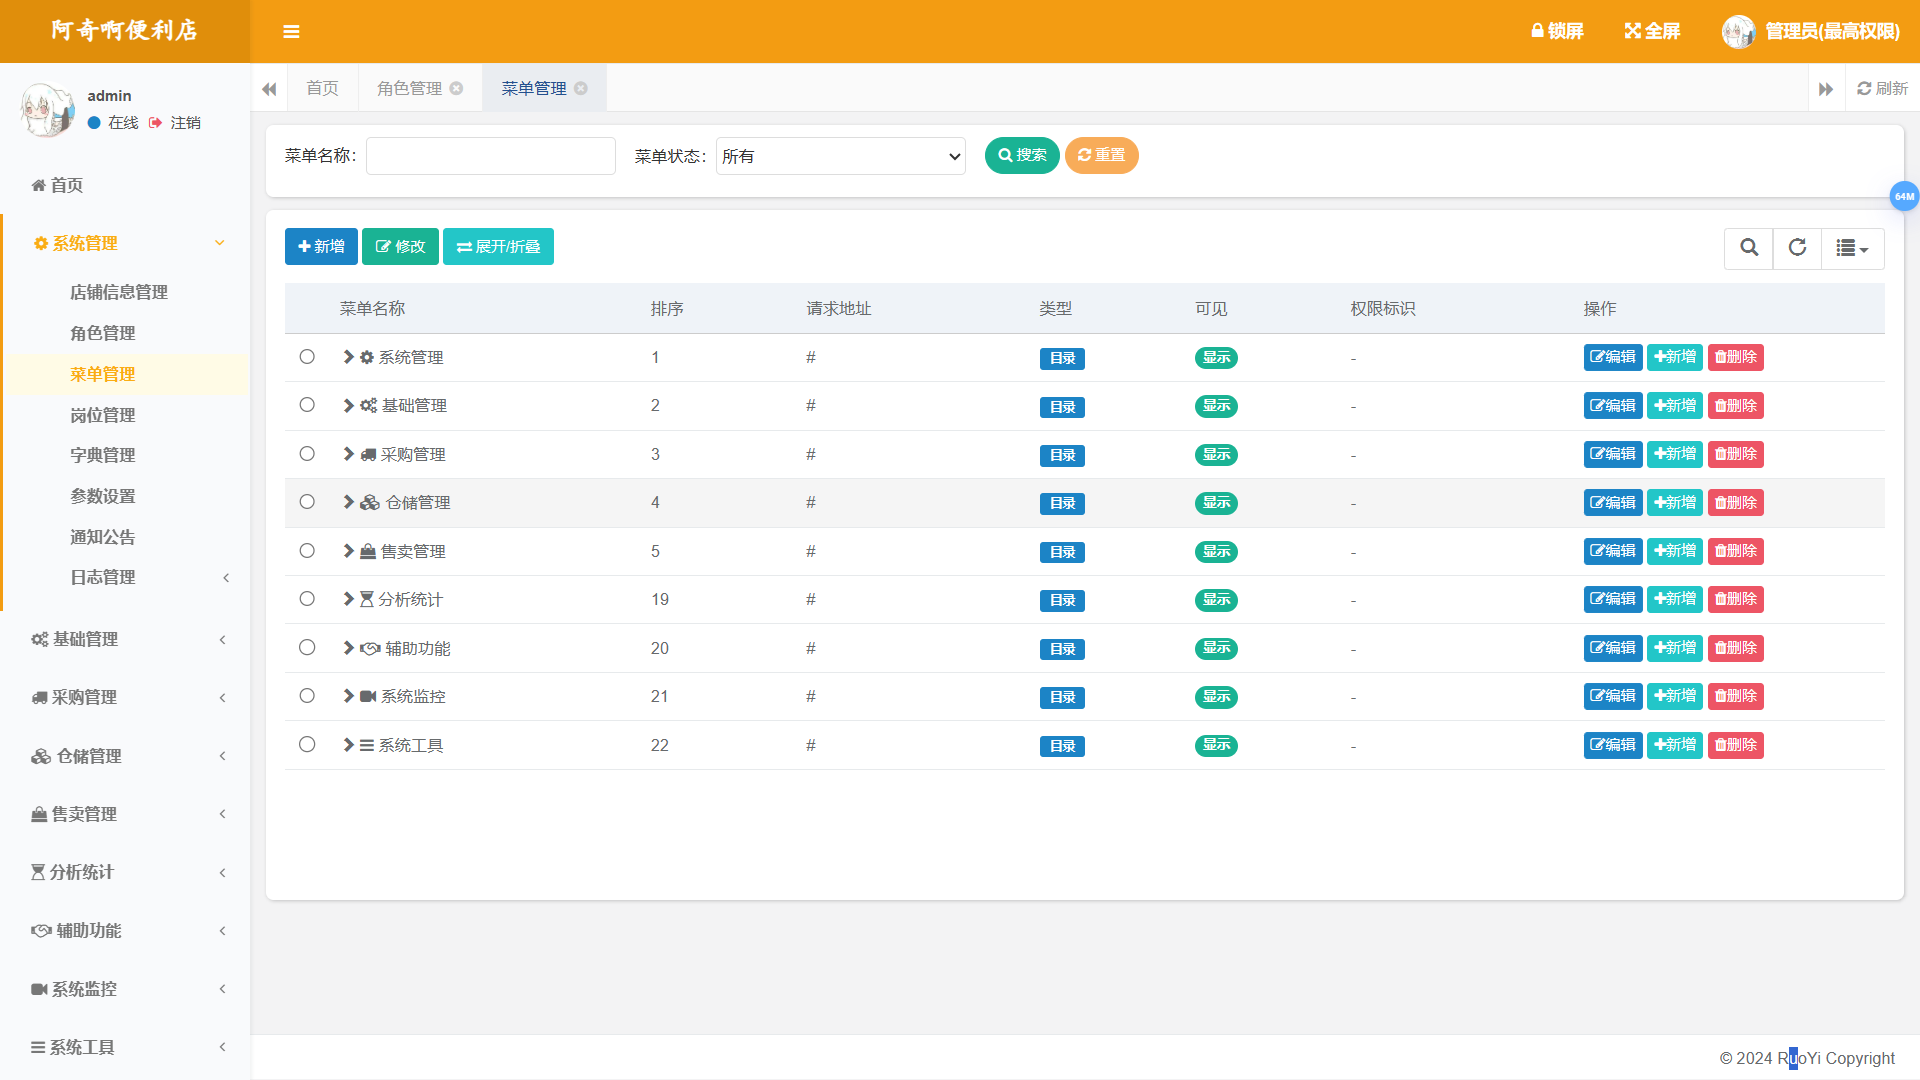 阿奇啊便利店
锁屏 全屏 管理员(最高权限)
admin
在线 注销
首页
系统管理
店铺信息管理
角色管理
菜单管理
岗位管理
字典管理
参数设置
通知公告
日志管理
基础管理
采购管理
仓储管理
售卖管理
分析统计
辅助功能
系统监控
系统工具
首页 角色管理 菜单管理 刷新
菜单名称： 菜单状态： 所有 搜索 重置
64M
新增 修改 展开/折叠
菜单名称 排序 请求地址 类型 可见 权限标识 操作
系统管理 1 # 目录 显示 - 编辑 新增 删除
基础管理 2 # 目录 显示 - 编辑 新增 删除
采购管理 3 # 目录 显示 - 编辑 新增 删除
仓储管理 4 # 目录 显示 - 编辑 新增 删除
售卖管理 5 # 目录 显示 - 编辑 新增 删除
分析统计 19 # 目录 显示 - 编辑 新增 删除
辅助功能 20 # 目录 显示 - 编辑 新增 删除
系统监控 21 # 目录 显示 - 编辑 新增 删除
系统工具 22 # 目录 显示 - 编辑 新增 删除
© 2024 RuoYi Copyright